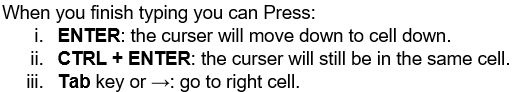 When you finish typing you can Press:
i. ENTER: the curser will move down to cell down.
ii. CTRL + ENTER: the curser will still be in the same cell.
iii. Tab key or →: go to right cell.